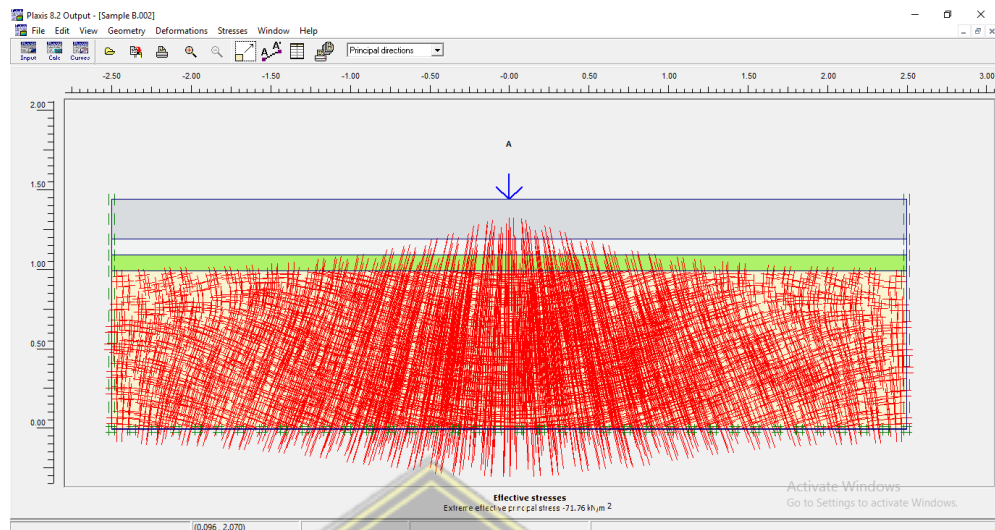 Plaxis 8.2 Output - [Sample B.002]
File Edit View Geometry Deformations Stresses Window Help
Input Calc Curves A A' Principal directions
-2.50 -2.00 -1.50 -1.00 -0.50 -0.00 0.50 1.00 1.50 2.00 2.50 3.00
2.00
A
1.50
1.00
0.50
0.00
Activate Windows
Effective stresses
Go to Settings to activate Windows.
Extreme effective principal stress -71.76 kN/m 2
(0.096 , 2.070)